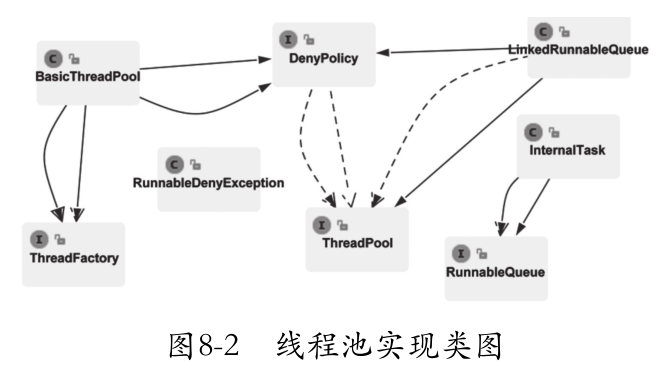 C
BasicThreadPool
I
DenyPolicy
C
LinkedRunnableQueue
C
InternalTask
C
RunnableDenyException
I
ThreadFactory
I
ThreadPool
I
RunnableQueue
图8-2 线程池实现类图